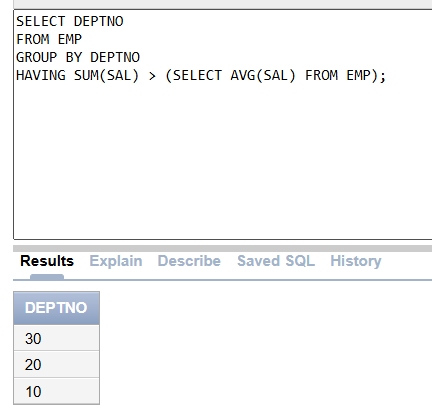 SELECT DEPTNO
FROM EMP
GROUP BY DEPTNO
HAVING SUM(SAL) > (SELECT AVG(SAL) FROM EMP);
Results Explain Describe Saved SQL History
DEPTNO
30
20
10